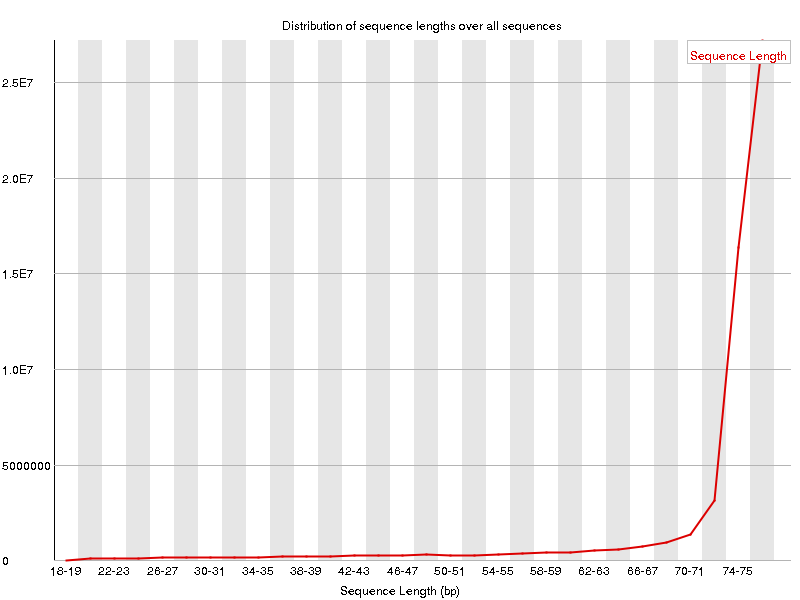 Distribution of sequence lengths over all sequences
Sequence Length
2.5E7
2.0E7
1.5E7
1.0E7
5000000
0
18-19 22-23 26-27 30-31 34-35 38-39 42-43 46-47 50-51 54-55 58-59 62-63 66-67 70-71 74-75
Sequence Length (bp)